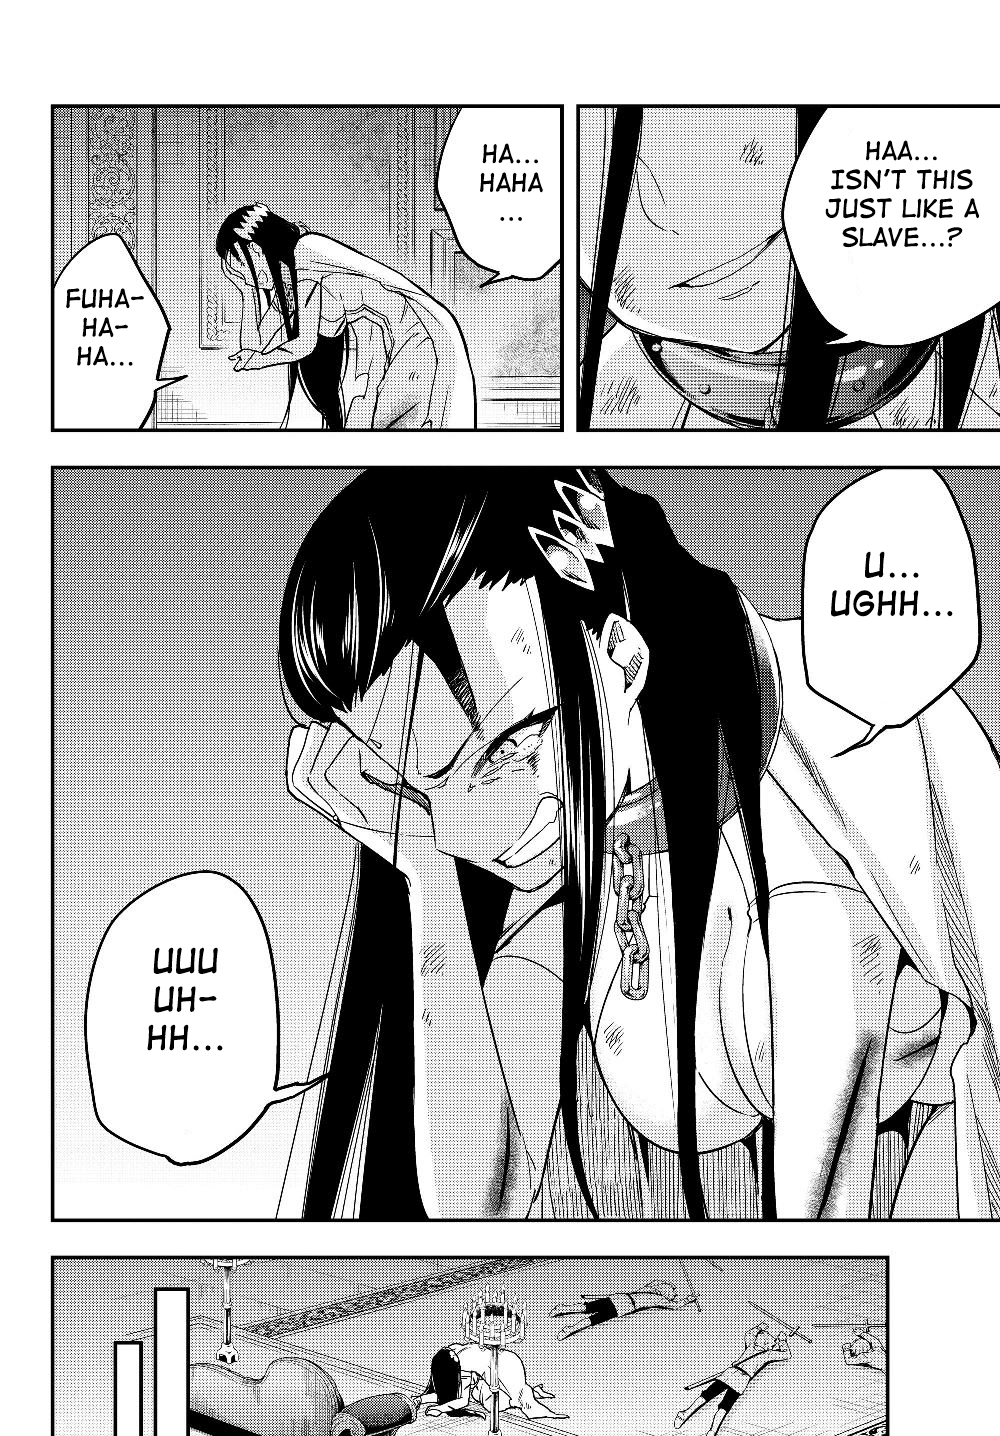 HAA...
ISN'T THIS
JUST LIKE A
SLAVE...?
HA...
HAHA
...
FUHA-
HA-
HA...
U...
UGHH...
UUU
UH-
HH...